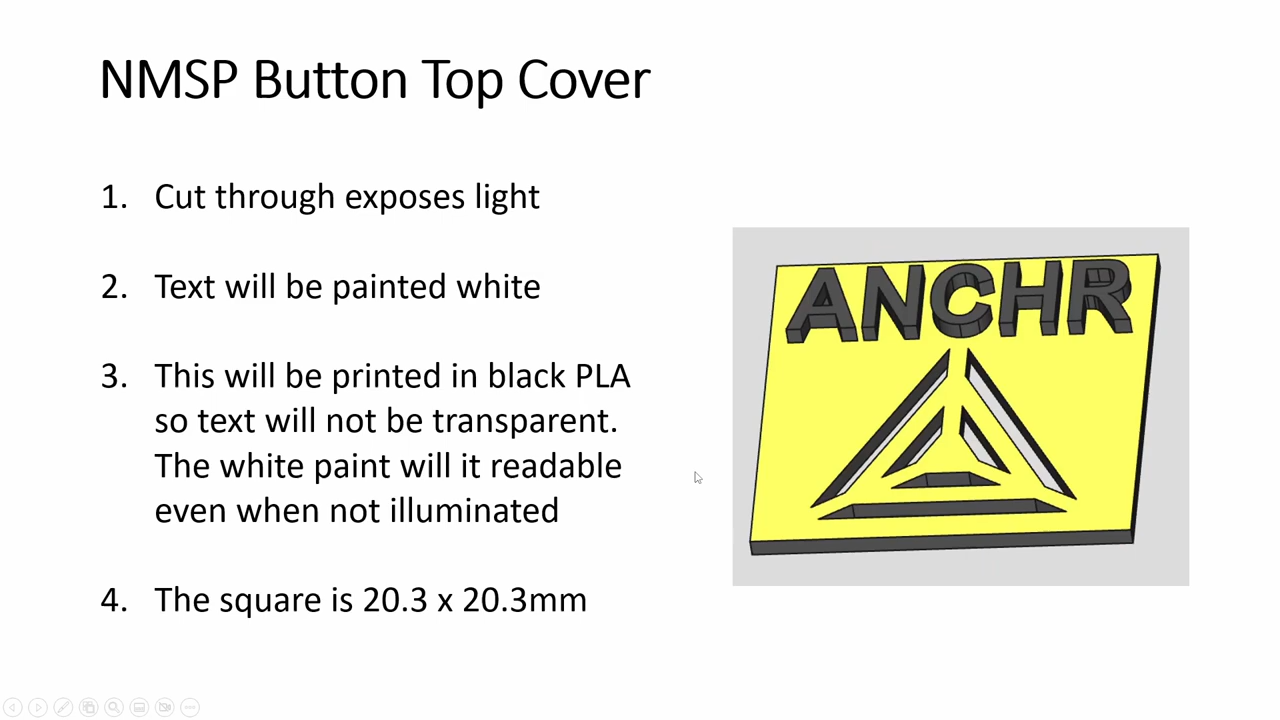 NMSP Button Top Cover
1. Cut through exposes light
2. Text will be painted white
3. This will be printed in black PLA
so text will not be transparent.
The white paint will it readable
even when not illuminated
4. The square is 20.3 x 20.3mm
ANCHR